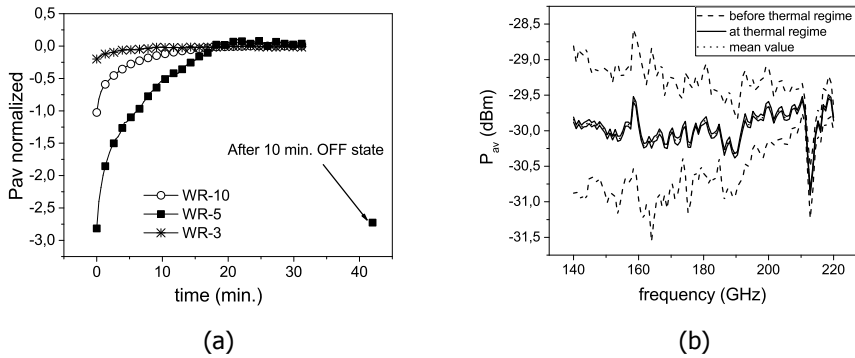 0,0
-0,5
-1,0
-1,5
-2,0
-2,5
-3,0
Pav normalized
After 10 min. OFF state
WR-10
WR-5
WR-3
0
10
20
30
40
time (min.)
(a)
before thermal regime
at thermal regime
mean value
-28,5
-29,0
-29,5
-30,0
-30,5
-31,0
-31,5
P av (dBm)
140
160
180
200
220
frequency (GHz)
(b)